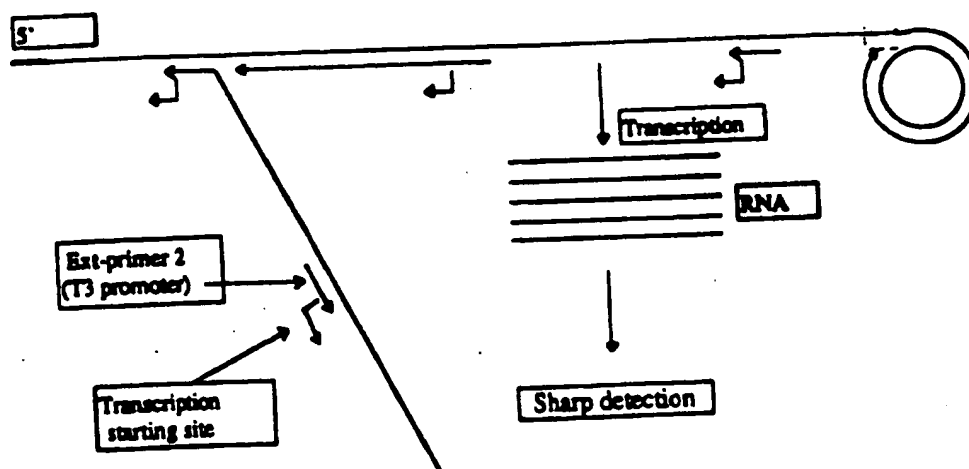 5'
Transcription
RNA
Ext-primer 2
(T3 promoter)
Transcription
starting site
Sharp detection